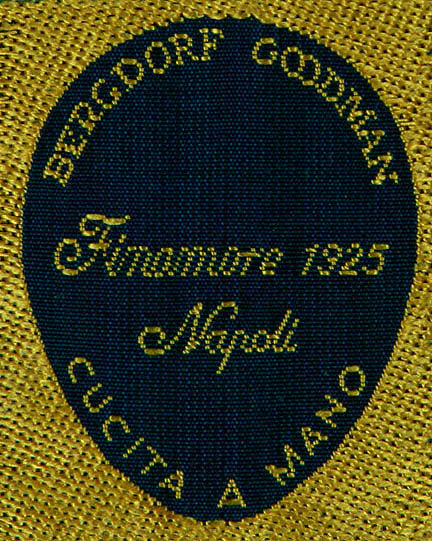 BERGDORF GOODMAN
Finamore 1925
Napoli
CUCITA A MANO